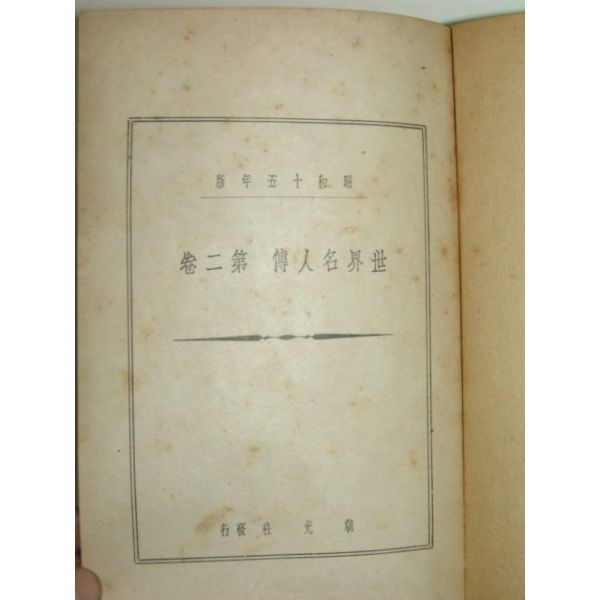 昭和十五年版
世界名人傳 第二卷
朝光社發行